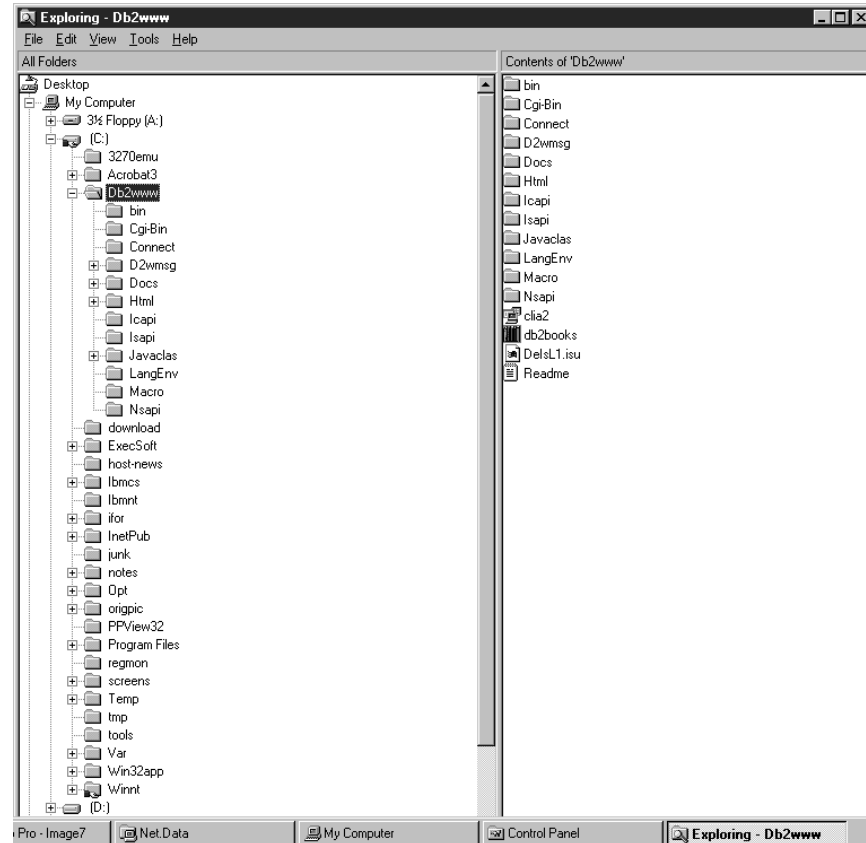 Exploring - Db2www
File Edit View Tools Help
All Folders
Contents of 'Db2www'
Desktop
My Computer
3½ Floppy (A:)
(C:)
3270emu
Acrobat3
Db2www
bin
Cgi-Bin
Connect
D2wmsg
Docs
Html
Icapi
Isapi
Javaclas
LangEnv
Macro
Nsapi
download
ExecSoft
host-news
Ibmcs
Ibmnt
ifor
InetPub
junk
notes
Opt
origpic
PPView32
Program Files
regmon
screens
Temp
tmp
tools
Var
Win32app
Winnt
(D:)
bin
Cgi-Bin
Connect
D2wmsg
Docs
Html
Icapi
Isapi
Javaclas
LangEnv
Macro
Nsapi
clia2
db2books
DelsL1.isu
Readme
Pro - Image7
Net.Data
My Computer
Control Panel
Exploring - Db2www